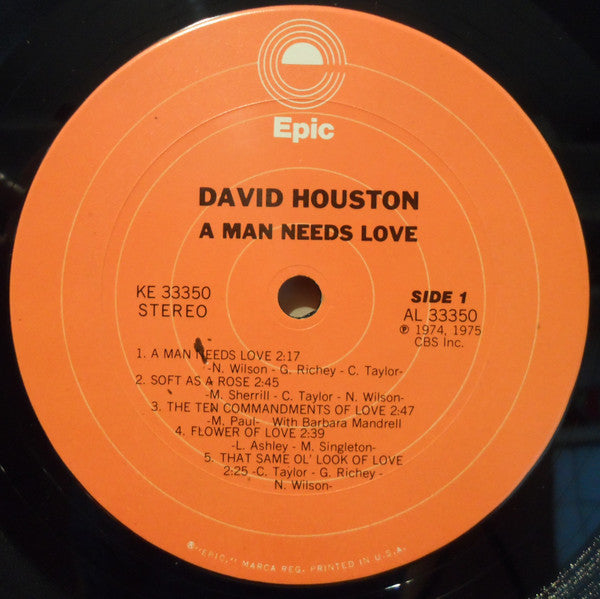 Epic
DAVID HOUSTON
A MAN NEEDS LOVE
KE 33350
STEREO
SIDE 1
AL 33350
℗ 1974, 1975
CBS Inc.
1. A MAN NEEDS LOVE 2:17
-N. Wilson - G. Richey - C. Taylor-
2. SOFT AS A ROSE 2:45
-M. Sherrill - C. Taylor - N. Wilson-
3. THE TEN COMMANDMENTS OF LOVE 2:47
-M. Paul- With Barbara Mandrell
4. FLOWER OF LOVE 2:39
-L. Ashley - M. Singleton-
5. THAT SAME OL' LOOK OF LOVE
2:25 -C. Taylor - G. Richey -
N. Wilson-
®"EPIC," MARCA REG. PRINTED IN U.S.A.